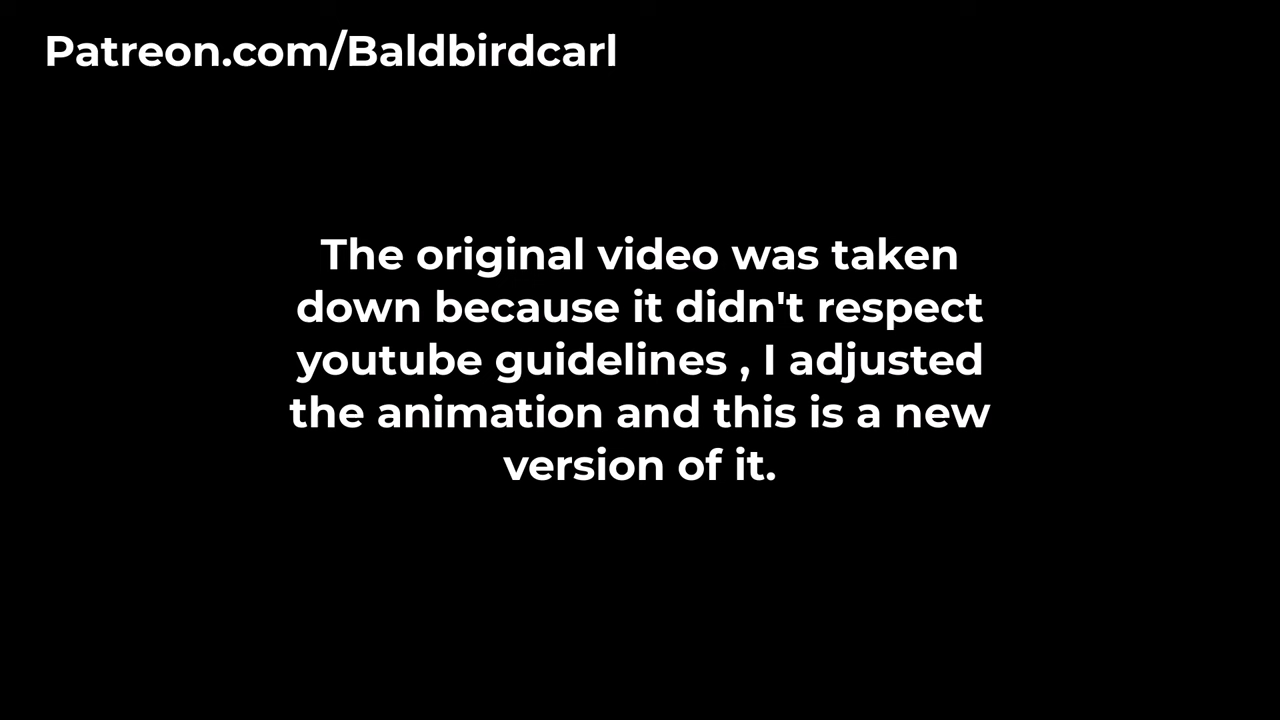 Patreon.com/Baldbirdcarl
The original video was taken
down because it didn't respect
youtube guidelines , I adjusted
the animation and this is a new
version of it.